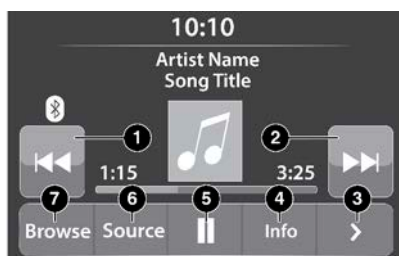 10:10
Artist Name
Song Title
1
2
1:15
3:25
7
6
5
4
3
Browse
Source
Info